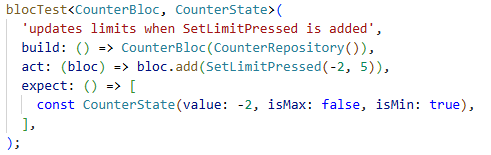 blocTest<CounterBloc, CounterState>(
  'updates limits when SetLimitPressed is added',
  build: () => CounterBloc(CounterRepository()),
  act: (bloc) => bloc.add(SetLimitPressed(-2, 5)),
  expect: () => [
    const CounterState(value: -2, isMax: false, isMin: true),
  ],
);